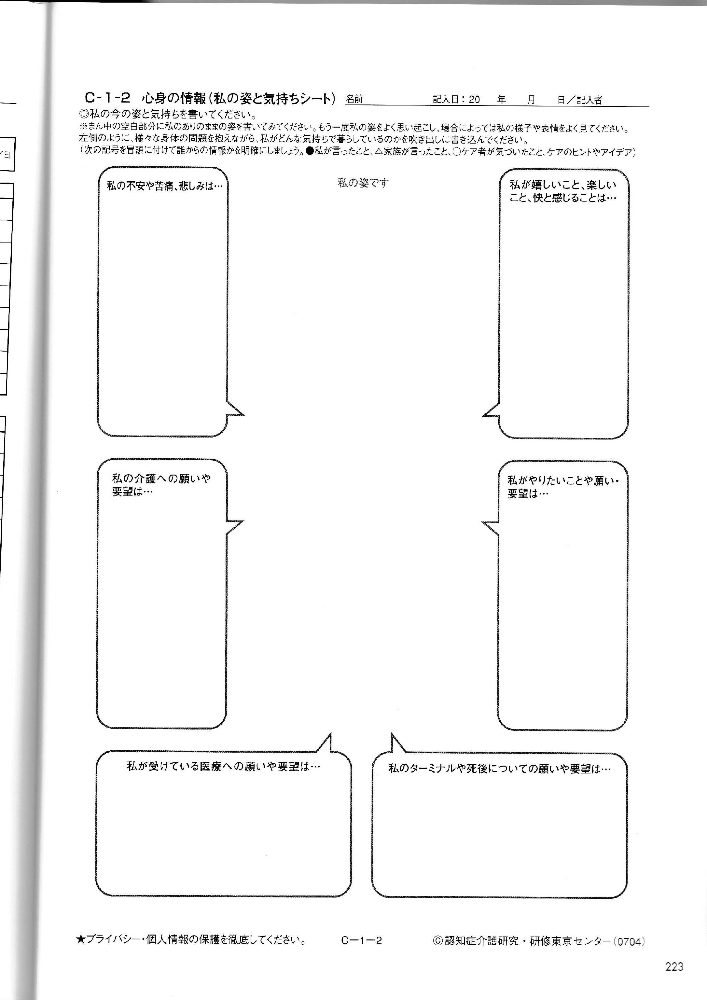 C-1-2 心身の情報(私の姿と気持ちシート) 名前 記入日：20 年 月 日／記入者
◎私の今の姿と気持ちを書いてください。
※まん中の空白部分に私のありのままの姿を書いてみてください。もう一度私の姿をよく思い起こし、場合によっては私の様子や表情をよく見てください。
左側のように、様々な身体の問題を抱えながら、私がどんな気持ちで暮らしているのかを吹き出しに書き込んでください。
(次の記号を冒頭に付けて誰からの情報かを明確にしましょう。●私が言ったこと、△家族が言ったこと、○ケア者が気づいたこと、ケアのヒントやアイデア)
／日
私の不安や苦痛、悲しみは…
私の姿です
私が嬉しいこと、楽しい
こと、快と感じることは…
私の介護への願いや
要望は…
私がやりたいことや願い・
要望は…
私が受けている医療への願いや要望は…
私のターミナルや死後についての願いや要望は…
★プライバシー・個人情報の保護を徹底してください。 C－1－2 ©認知症介護研究・研修東京センター(0704)
223